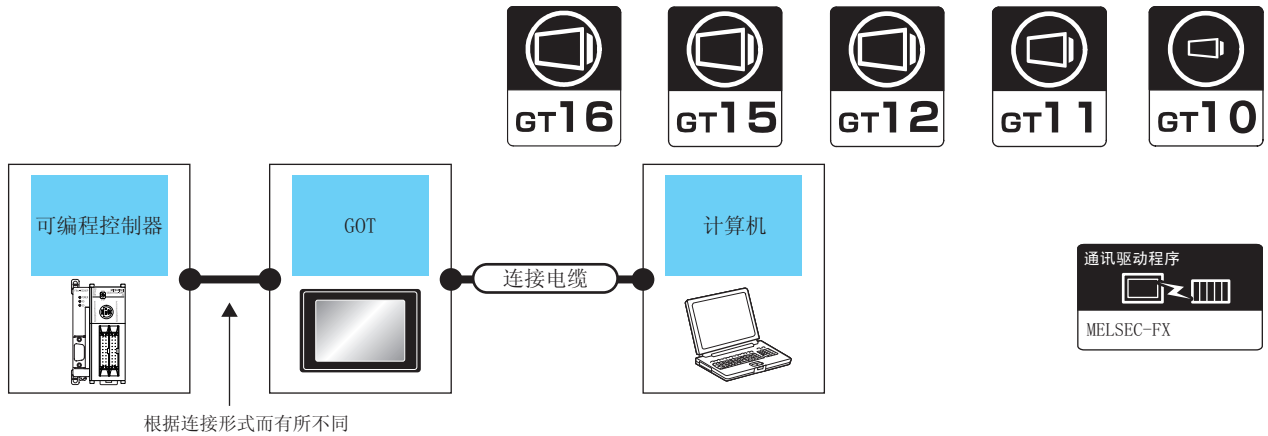 GT16 GT15 GT12 GT11 GT10
可编程控制器 GOT 连接电缆 计算机
通讯驱动程序
MELSEC-FX
根据连接形式而有所不同